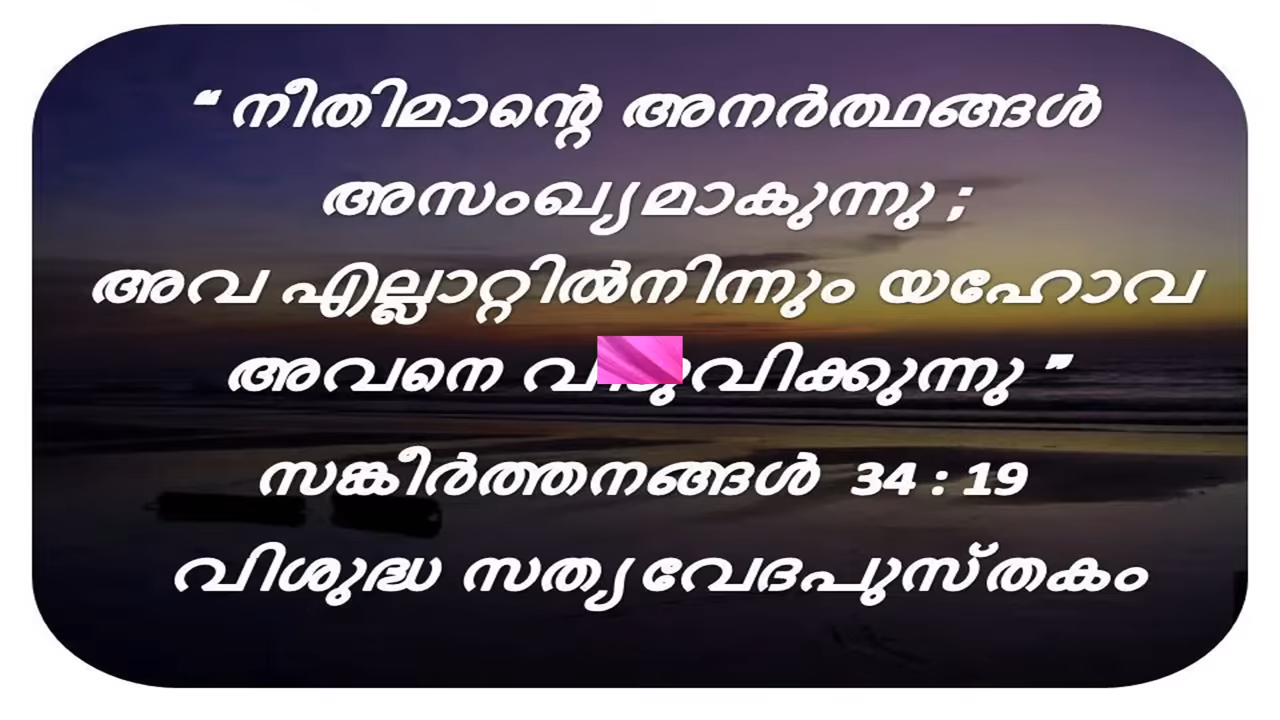 “ നീതിമാന്റെ അനർത്ഥങ്ങൾ
അസംഖ്യമാകുന്നു ;
അവ എല്ലാറ്റിൽനിന്നും യഹോവ
അവനെ ”
സങ്കീർത്തനങ്ങൾ 34 : 19
വിശുദ്ധ സത്യവേദപുസ്തകം